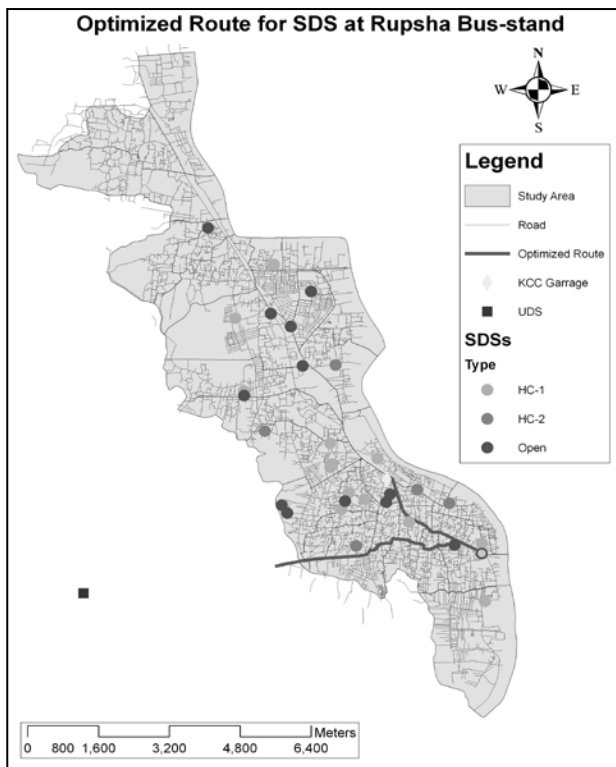 Optimized Route for SDS at Rupsha Bus-stand
N
W E
S
Legend
Study Area
Road
Optimized Route
KCC Garrage
UDS
SDSs
Type
HC-1
HC-2
Open
Meters
0 800 1,600 3,200 4,800 6,400